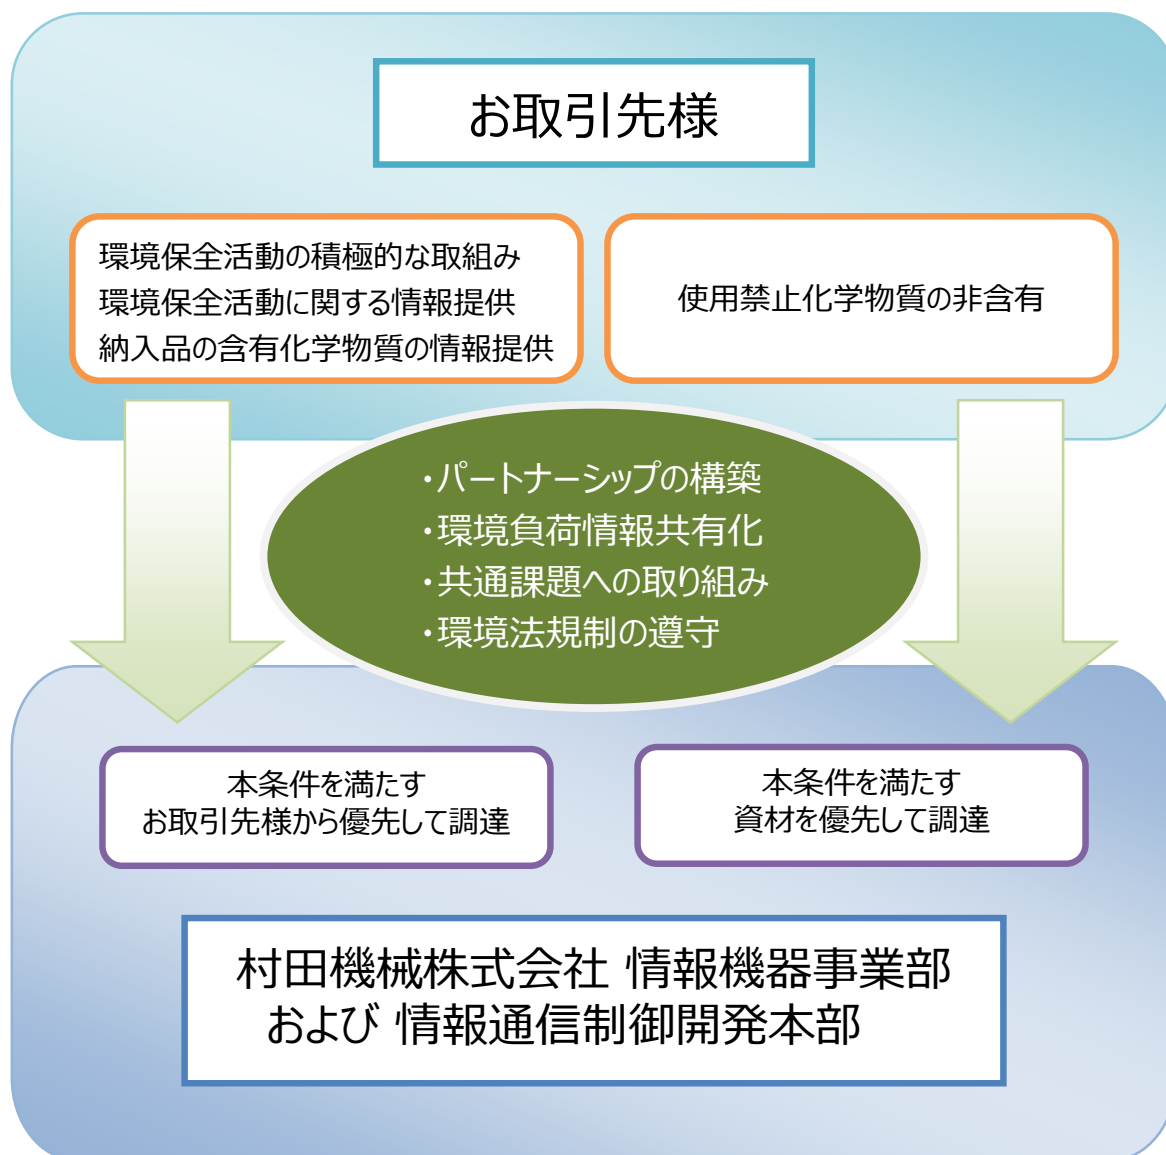 お取引先様
環境保全活動の積極的な取組み
環境保全活動に関する情報提供
納入品の含有化学物質の情報提供
使用禁止化学物質の非含有
・パートナーシップの構築
・環境負荷情報共有化
・共通課題への取り組み
・環境法規制の遵守
本条件を満たす
お取引先様から優先して調達
本条件を満たす
資材を優先して調達
村田機械株式会社 情報機器事業部
および 情報通信制御開発本部